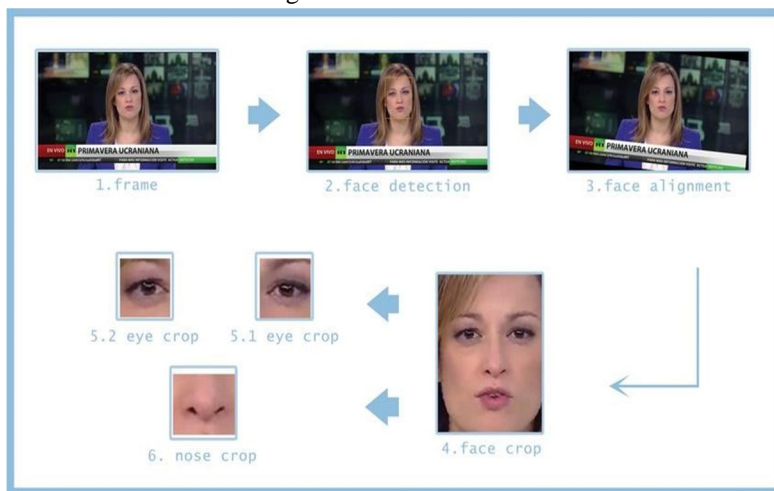 EN VIVO PRIMAVERA UCRANIANA
EN VIVO PRIMAVERA UCRANIANA
EN VIVO PRIMAVERA UCRANIANA
1.frame
2.face detection
3.face alignment
5.2 eye crop
5.1 eye crop
6. nose crop
4.face crop